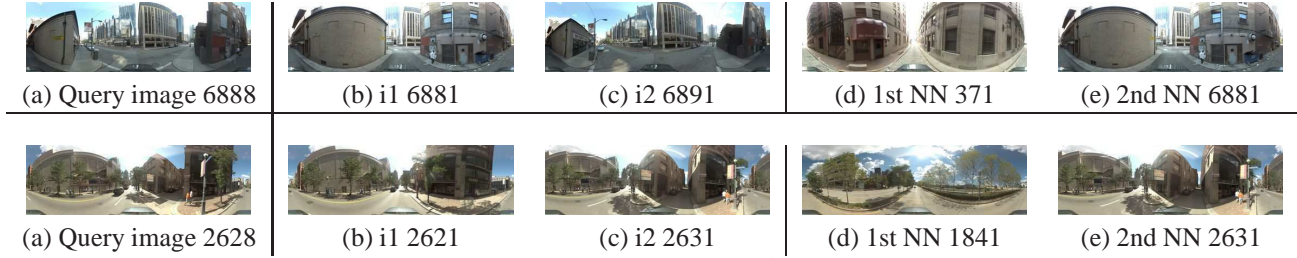 (a) Query image 6888 (b) i1 6881 (c) i2 6891 (d) 1st NN 371 (e) 2nd NN 6881
(a) Query image 2628 (b) i1 2621 (c) i2 2631 (d) 1st NN 1841 (e) 2nd NN 2631